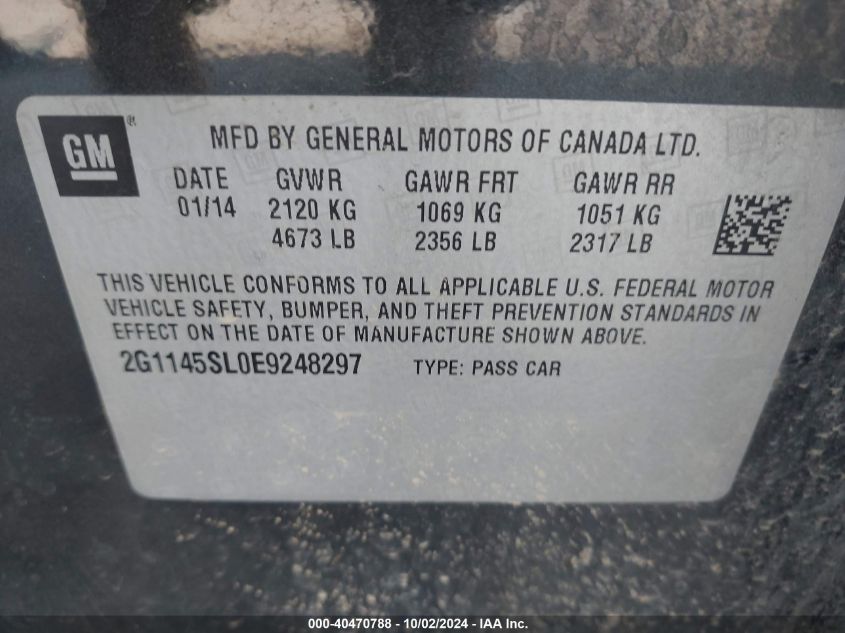 GM ®
MFD BY GENERAL MOTORS OF CANADA LTD.
DATE GVWR GAWR FRT GAWR RR
01/14 2120 KG 1069 KG 1051 KG
4673 LB 2356 LB 2317 LB
THIS VEHICLE CONFORMS TO ALL APPLICABLE U.S. FEDERAL MOTOR
VEHICLE SAFETY, BUMPER, AND THEFT PREVENTION STANDARDS IN
EFFECT ON THE DATE OF MANUFACTURE SHOWN ABOVE.
2G1145SL0E9248297 TYPE: PASS CAR
000-40470788 - 10/02/2024 - IAA Inc.